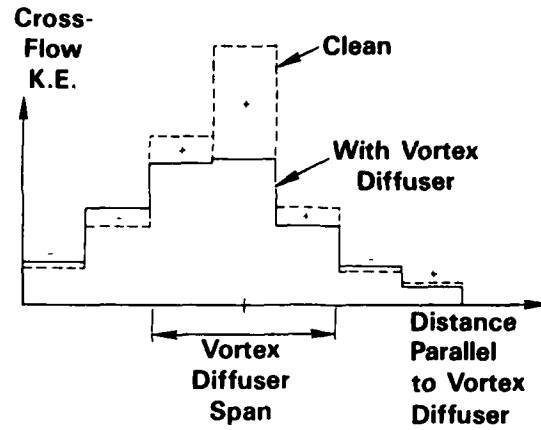 Cross-
Flow
K.E.
Clean
With Vortex
Diffuser
+
+
-
-
+
-
+
Vortex
Diffuser
Span
Distance
Parallel
to Vortex
Diffuser